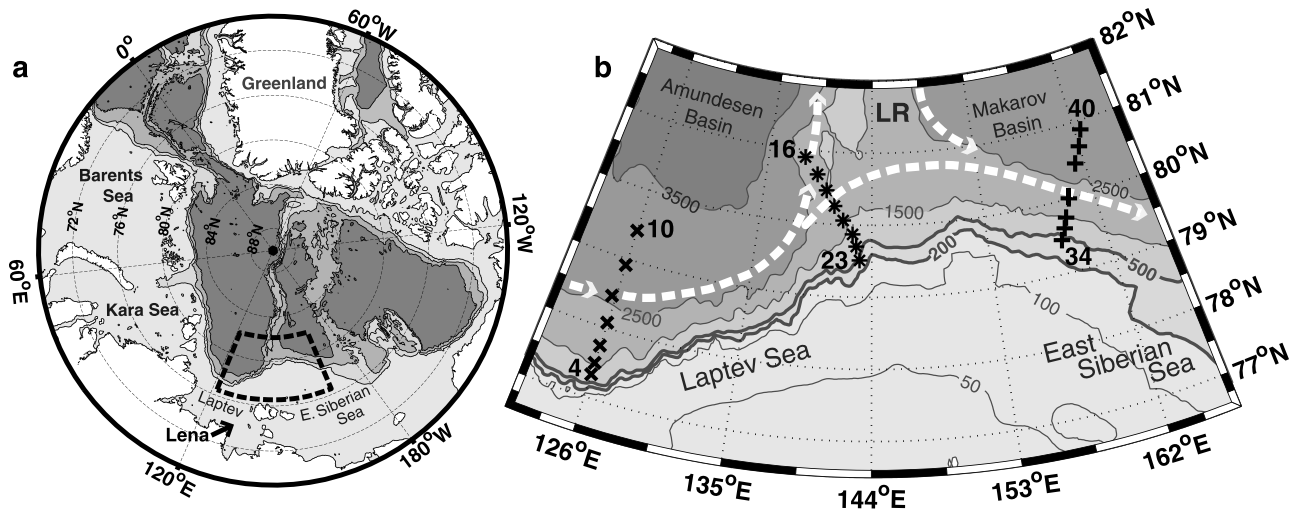 a
0°
60°W
Greenland
Barents
Sea
72°N
76°N
80°N
84°N
88°N
120°W
60°E
Kara Sea
Laptev
E. Siberian
Sea
Lena
120°E
180°W
b
82°N
Amundsen
Basin
LR
Makarov
Basin
40
81°N
16
80°N
3500
2500
1500
10
79°N
23
200
34
500
2500
100
78°N
4
Laptev Sea
East
Siberian
Sea
77°N
50
126°E
135°E
144°E
153°E
162°E